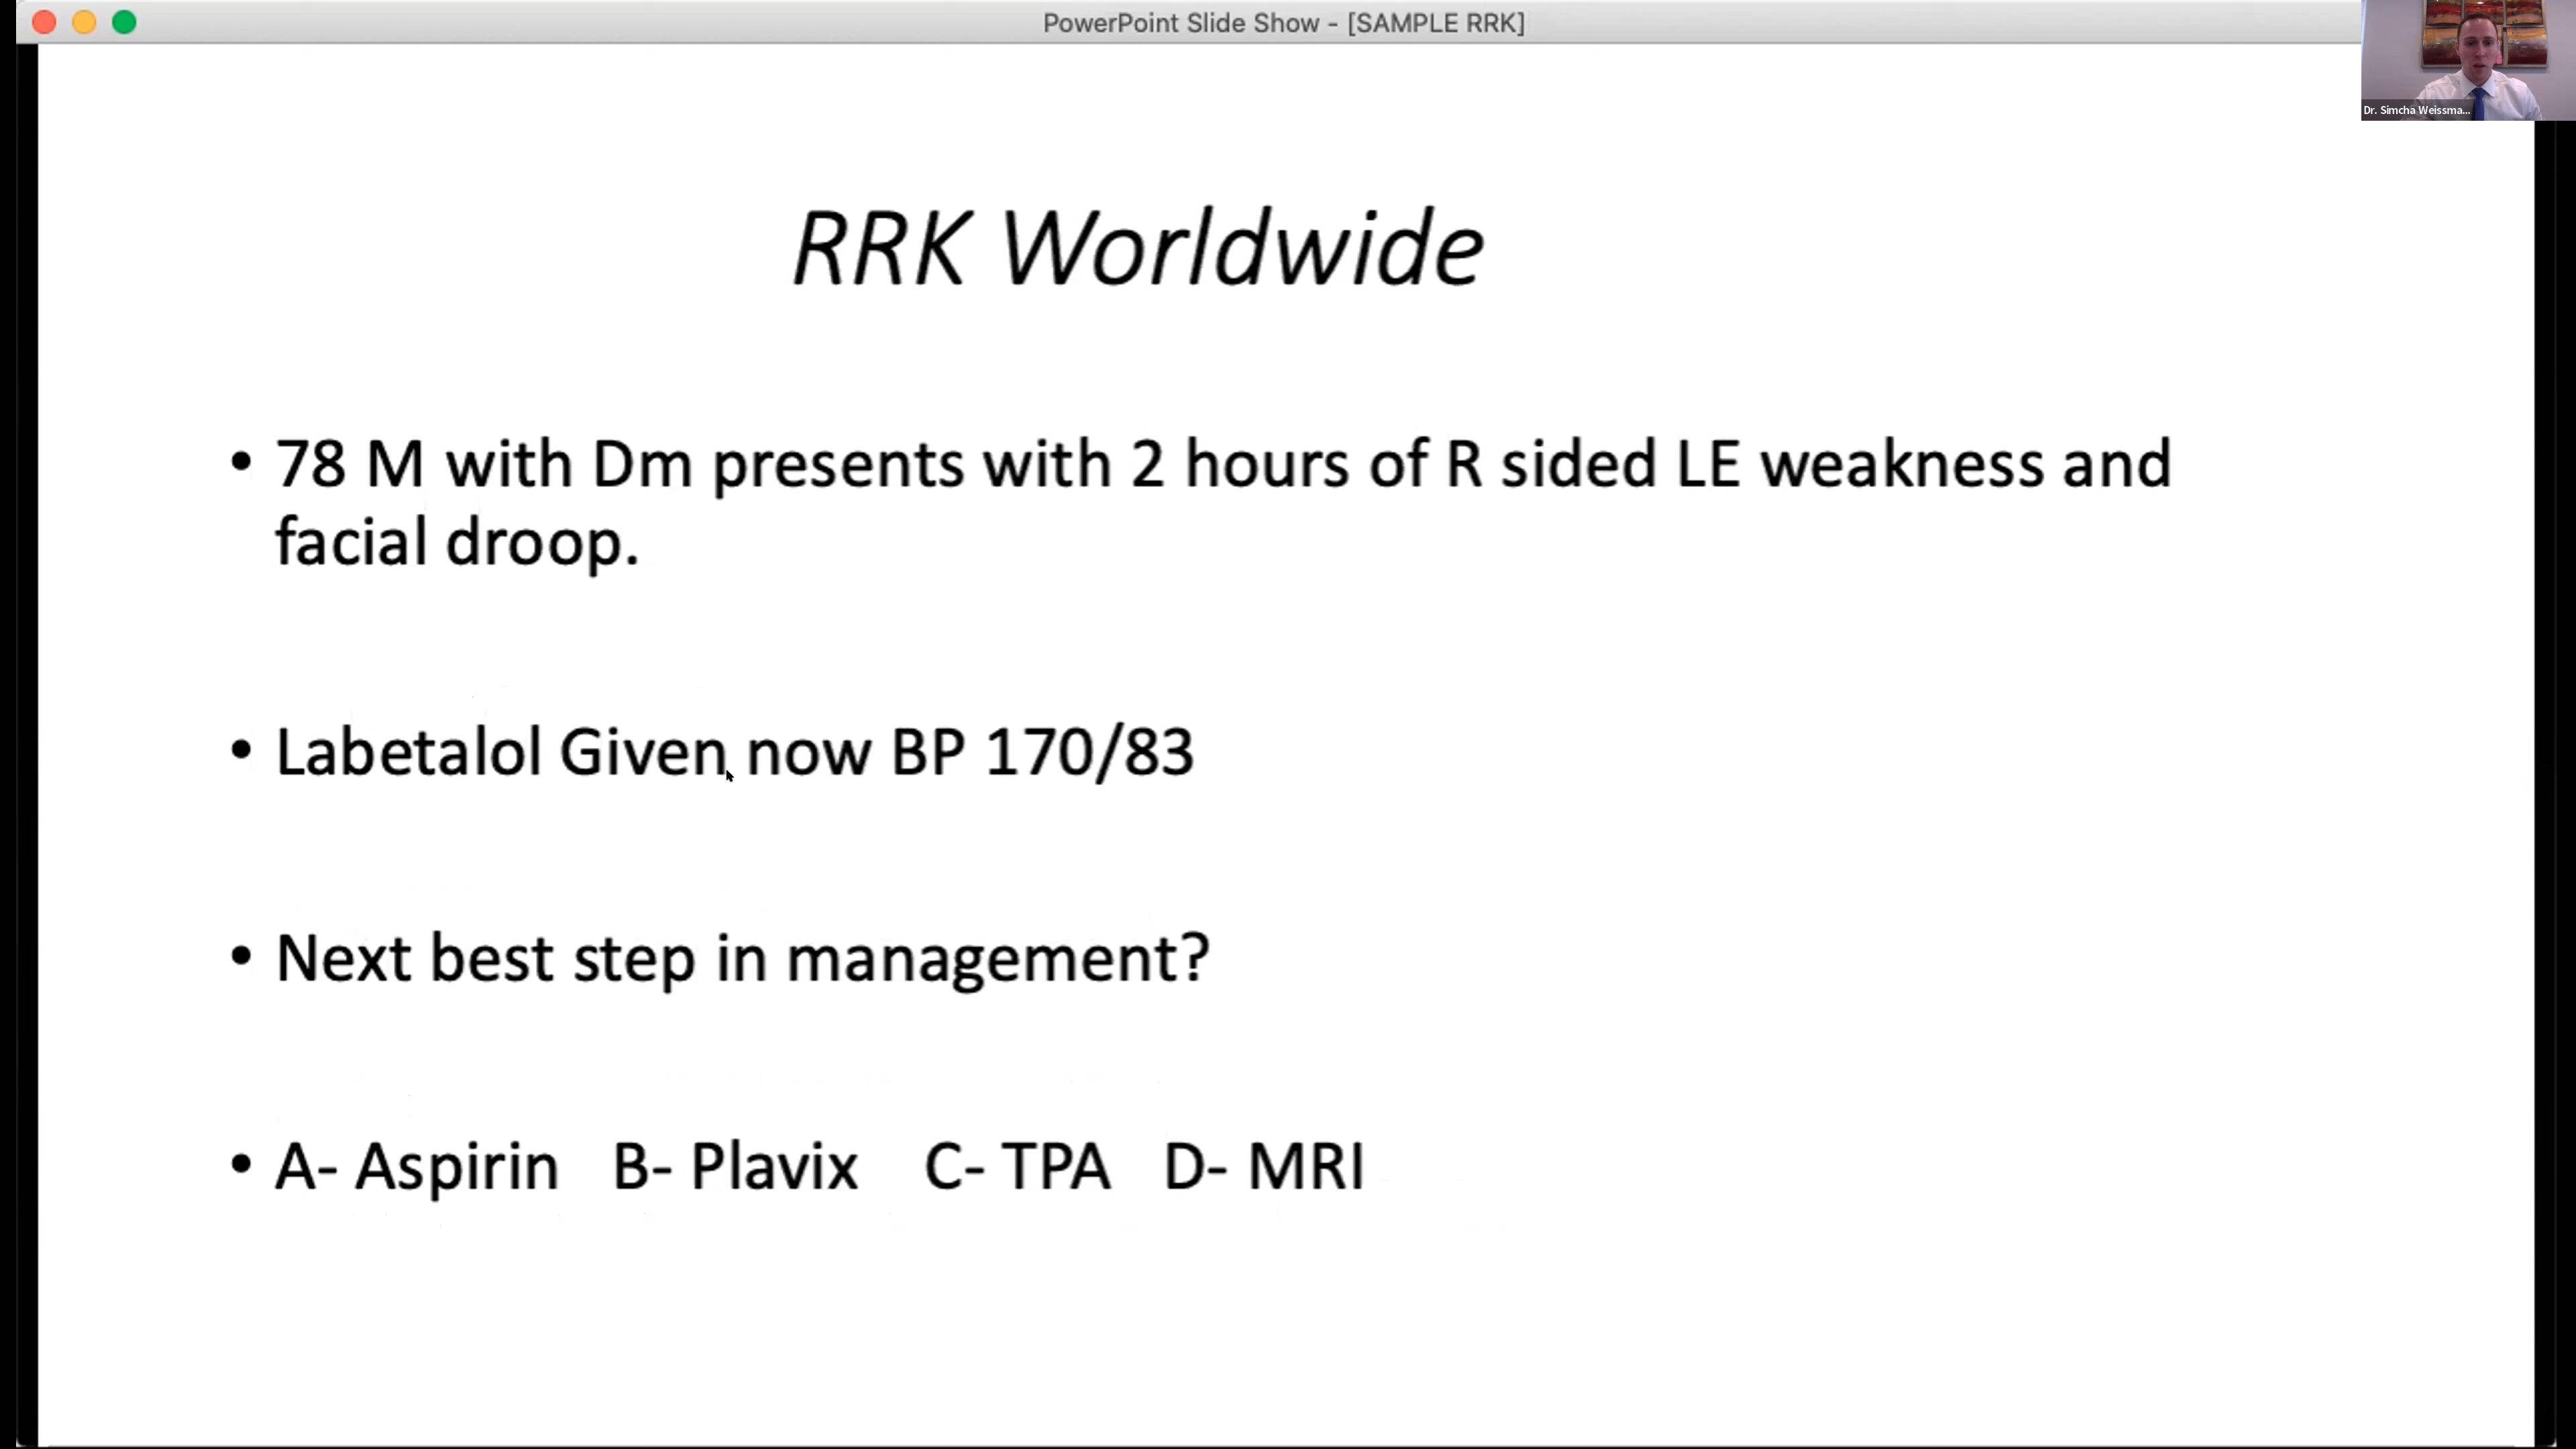 PowerPoint Slide Show - [SAMPLE RRK]
Dr. Simcha Weissma...
RRK Worldwide
• 78 M with Dm presents with 2 hours of R sided LE weakness and
facial droop.
• Labetalol Given now BP 170/83
• Next best step in management?
• A- Aspirin B- Plavix C- TPA D- MRI